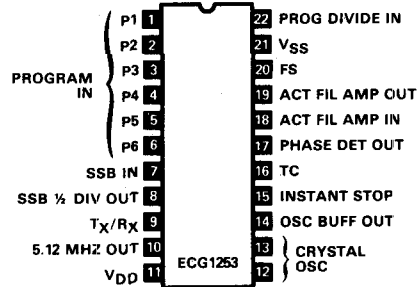 P1 1 22 PROG DIVIDE IN
P2 2 21 VSS
P3 3 20 FS
PROGRAM IN
P4 4 19 ACT FIL AMP OUT
P5 5 18 ACT FIL AMP IN
P6 6 17 PHASE DET OUT
SSB IN 7 16 TC
SSB ½ DIV OUT 8 15 INSTANT STOP
TX/RX 9 14 OSC BUFF OUT
5.12 MHZ OUT 10 13
VDD 11 12
CRYSTAL OSC
ECG1253